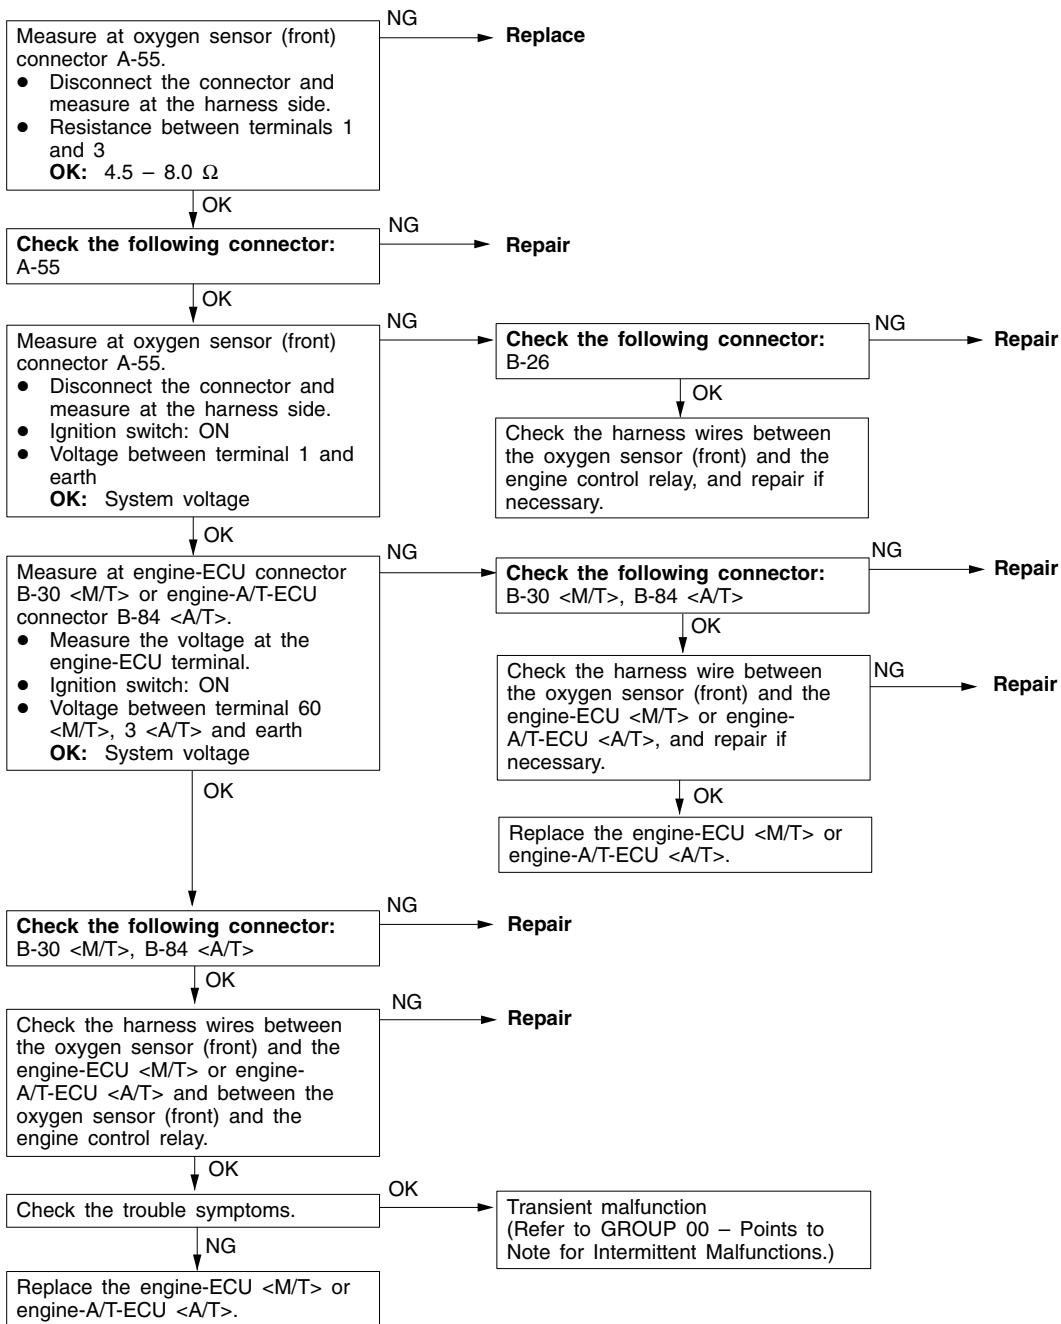 NG
Measure at oxygen sensor (front)
connector A-55.
● Disconnect the connector and
measure at the harness side.
● Resistance between terminals 1
and 3
OK: 4.5 – 8.0 Ω
Replace
OK
NG
Check the following connector:
A-55
Repair
OK
NG
Measure at oxygen sensor (front)
connector A-55.
● Disconnect the connector and
measure at the harness side.
● Ignition switch: ON
● Voltage between terminal 1 and
earth
OK: System voltage
Check the following connector:
B-26
NG
Repair
OK
Check the harness wires between
the oxygen sensor (front) and the
engine control relay, and repair if
necessary.
OK
NG
Measure at engine-ECU connector
B-30 <M/T> or engine-A/T-ECU
connector B-84 <A/T>.
● Measure the voltage at the
engine-ECU terminal.
● Ignition switch: ON
● Voltage between terminal 60
<M/T>, 3 <A/T> and earth
OK: System voltage
Check the following connector:
B-30 <M/T>, B-84 <A/T>
NG
Repair
OK
Check the harness wire between
the oxygen sensor (front) and the
engine-ECU <M/T> or engine-
A/T-ECU <A/T>, and repair if
necessary.
NG
Repair
OK
Replace the engine-ECU <M/T> or
engine-A/T-ECU <A/T>.
OK
NG
Check the following connector:
B-30 <M/T>, B-84 <A/T>
Repair
OK
NG
Check the harness wires between
the oxygen sensor (front) and the
engine-ECU <M/T> or engine-
A/T-ECU <A/T> and between the
oxygen sensor (front) and the
engine control relay.
Repair
OK
Check the trouble symptoms.
OK
Transient malfunction
(Refer to GROUP 00 – Points to
Note for Intermittent Malfunctions.)
NG
Replace the engine-ECU <M/T> or
engine-A/T-ECU <A/T>.